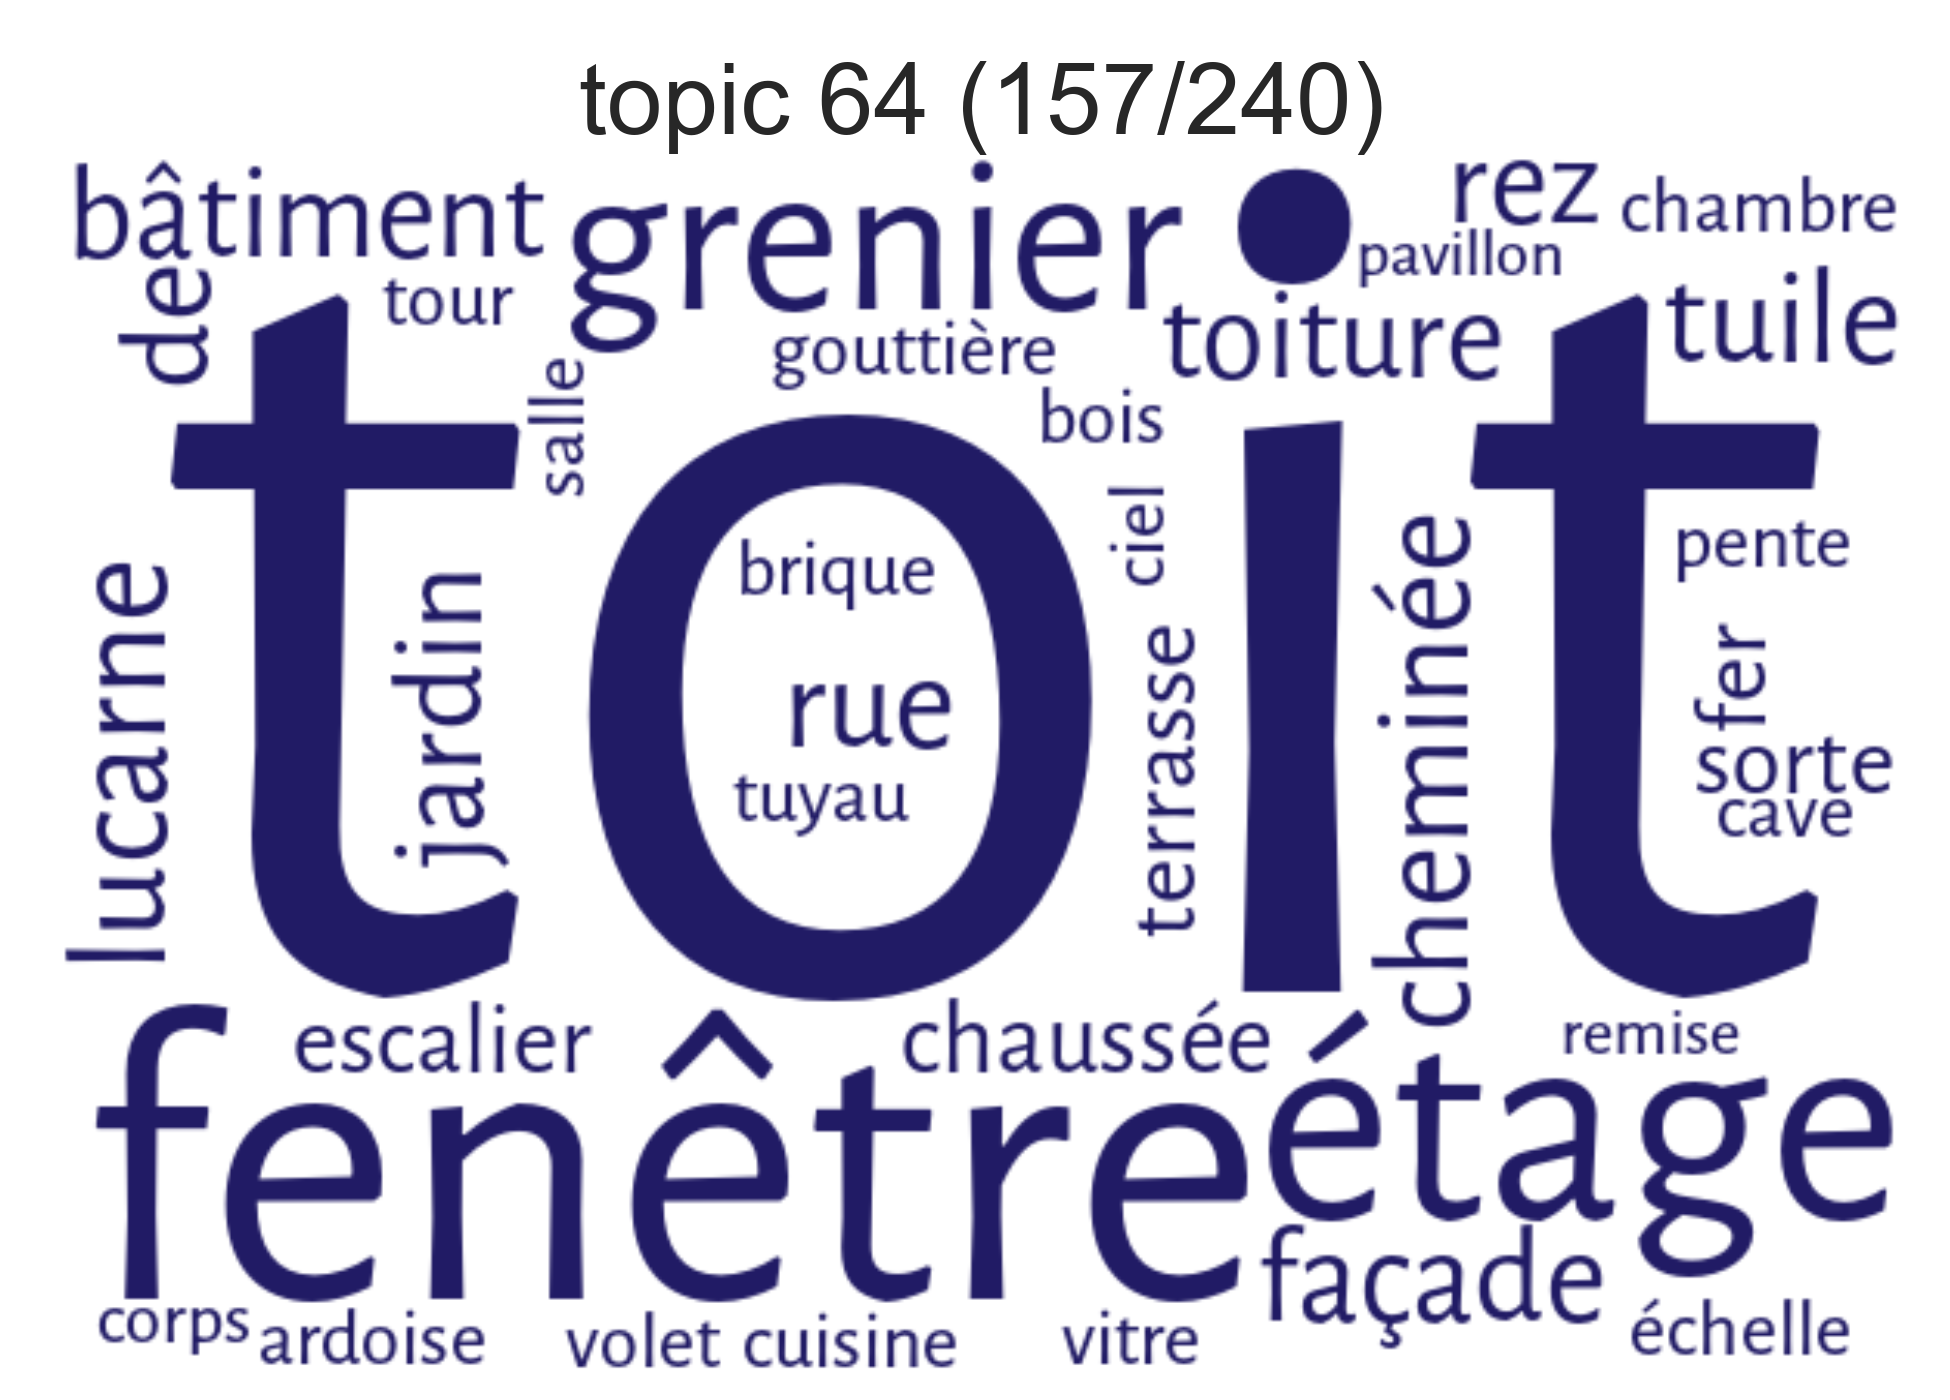 topic 64 (157/240)
bâtiment
grenier
rez
chambre
pavillon
de
tour
toiture
tuile
gouttière
salle
bois
toit
ciel
brique
pente
lucarne
jardin
rue
terrasse
cheminée
fer
sorte
tuyau
cave
escalier
chaussée
remise
fenêtre
étage
façade
corps
ardoise
volet
cuisine
vitre
échelle